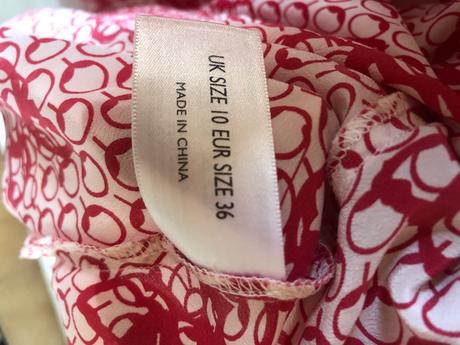 UK SIZE 10 EUR SIZE 36
MADE IN CHINA